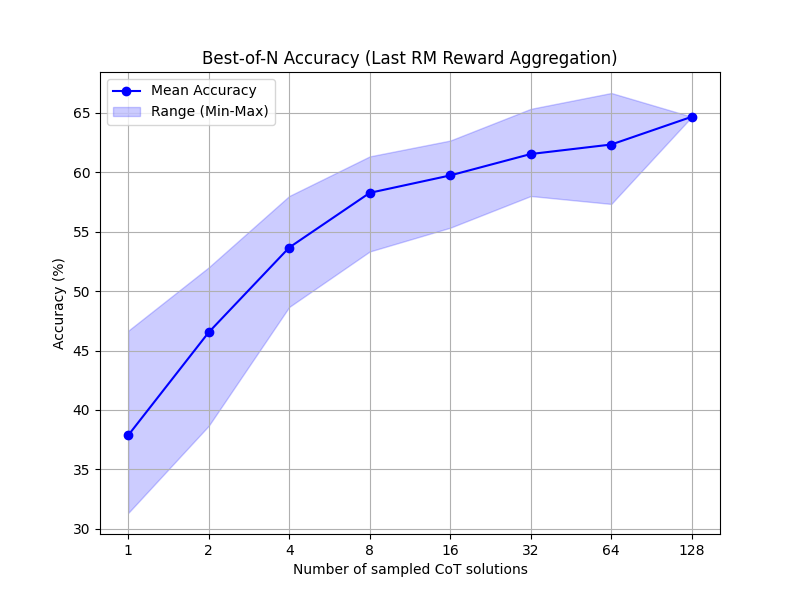 Best-of-N Accuracy (Last RM Reward Aggregation)
Mean Accuracy
Range (Min-Max)
Accuracy (%)
65
60
55
50
45
40
35
30
1 2 4 8 16 32 64 128
Number of sampled CoT solutions